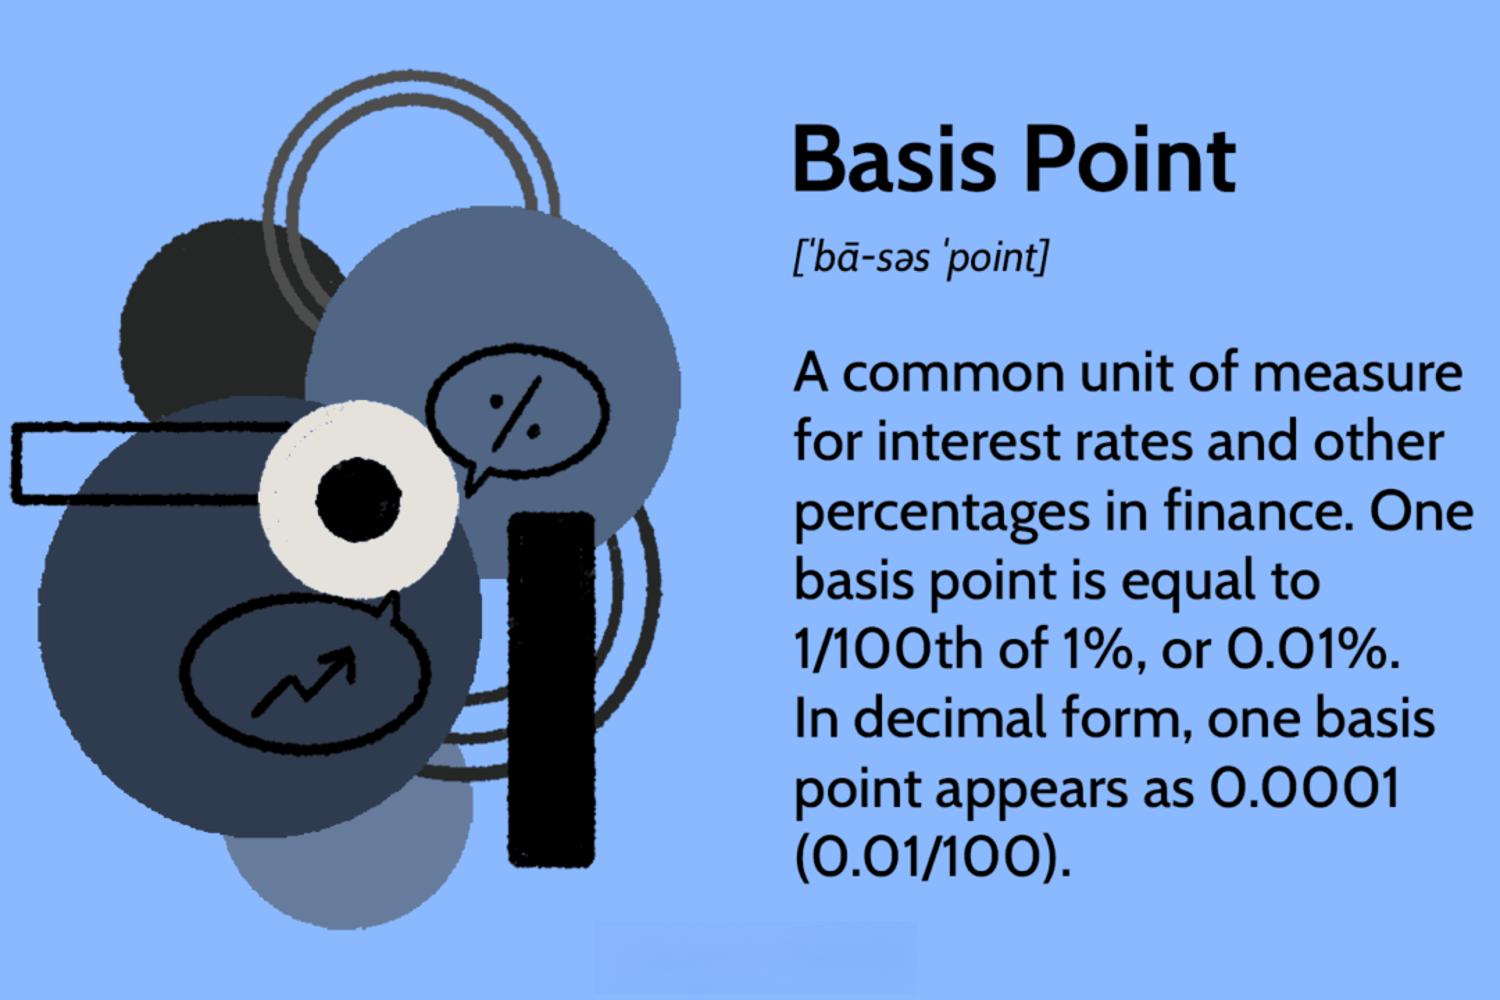 Basis Point
[ˈbā-səs ˈpoint]
A common unit of measure
for interest rates and other
percentages in finance. One
basis point is equal to
1/100th of 1%, or 0.01%.
In decimal form, one basis
point appears as 0.0001
(0.01/100).
%